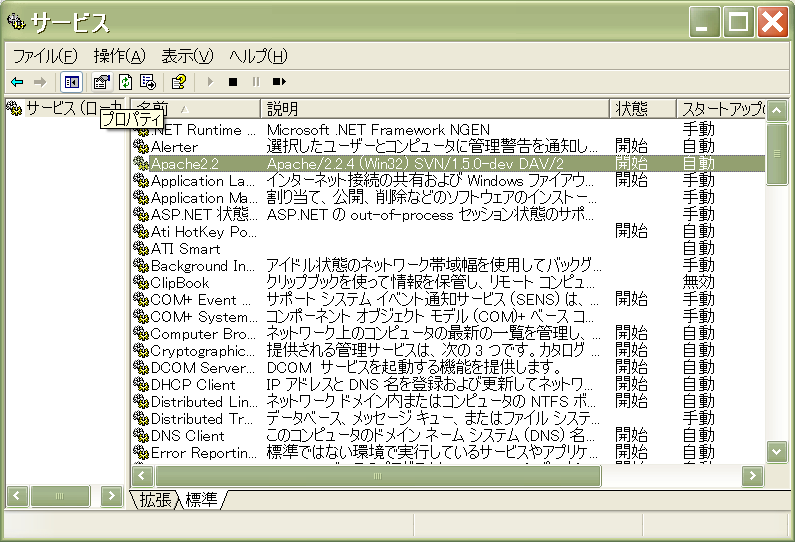 サービス
ファイル(F) 操作(A) 表示(V) ヘルプ(H)
サービス (ローカ
プロパティ
名前 説明 状態 スタートアップの
.NET Runtime ... Microsoft .NET Framework NGEN 手動
Alerter 選択したユーザーとコンピュータに管理警告を通知し... 開始 自動
Apache2.2 Apache/2.2.4 (Win32) SVN/1.5.0-dev DAV/2 開始 自動
Application La... インターネット接続の共有および Windows ファイアウ... 開始 手動
Application Ma... 割り当て、公開、削除などのソフトウェアのインストー... 手動
ASP.NET 状態... ASP.NET の out-of-process セッション状態のサポ... 手動
Ati HotKey Po... 開始 自動
ATI Smart 自動
Background In... アイドル状態のネットワーク帯域幅を使用してバックグ... 手動
ClipBook クリップブックを使って情報を保管し、リモート コンピュ... 無効
COM+ Event ... サポート システム イベント通知サービス (SENS) は、... 開始 手動
COM+ System... コンポーネント オブジェクト モデル (COM)+ ベース コ... 手動
Computer Bro... ネットワーク上のコンピュータの最新の一覧を管理し、... 開始 自動
Cryptographic... 提供される管理サービスは、次の 3 つです。カタログ ... 開始 自動
DCOM Server... DCOM サービスを起動する機能を提供します。 開始 自動
DHCP Client IP アドレスと DNS 名を登録および更新してネットワ... 開始 自動
Distributed Lin... ネットワーク ドメイン内またはコンピュータの NTFS ボ... 開始 自動
Distributed Tr... データベース、メッセージ キュー、またはファイル システ... 手動
DNS Client このコンピュータのドメイン ネーム システム (DNS) 名... 開始 自動
Error Reportin... 標準ではない環境で実行しているサービスやアプリケ... 開始 自動
拡張 標準